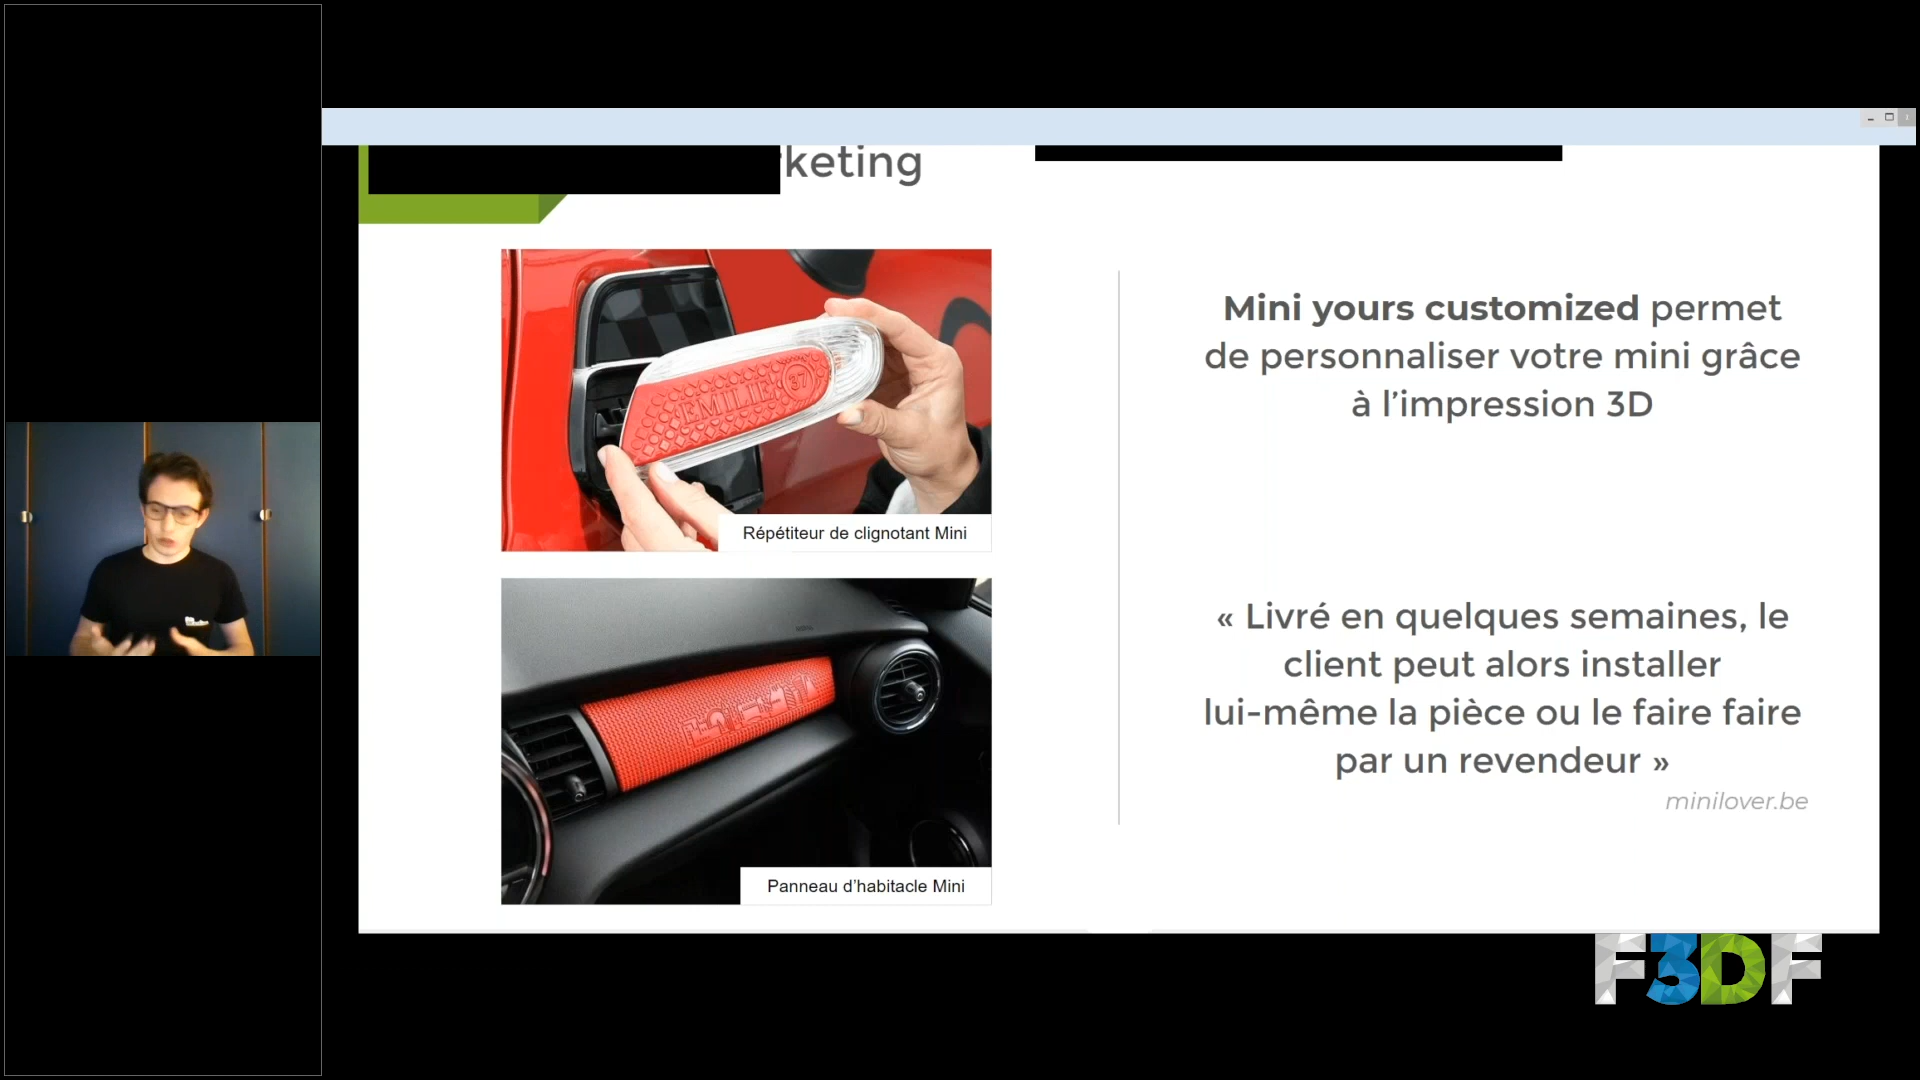 keting
EMILIE 37
Répétiteur de clignotant Mini
Panneau d’habitacle Mini
Mini yours customized permet
de personnaliser votre mini grâce
à l’impression 3D
« Livré en quelques semaines, le
client peut alors installer
lui-même la pièce ou le faire faire
par un revendeur »
minilover.be
F3DF